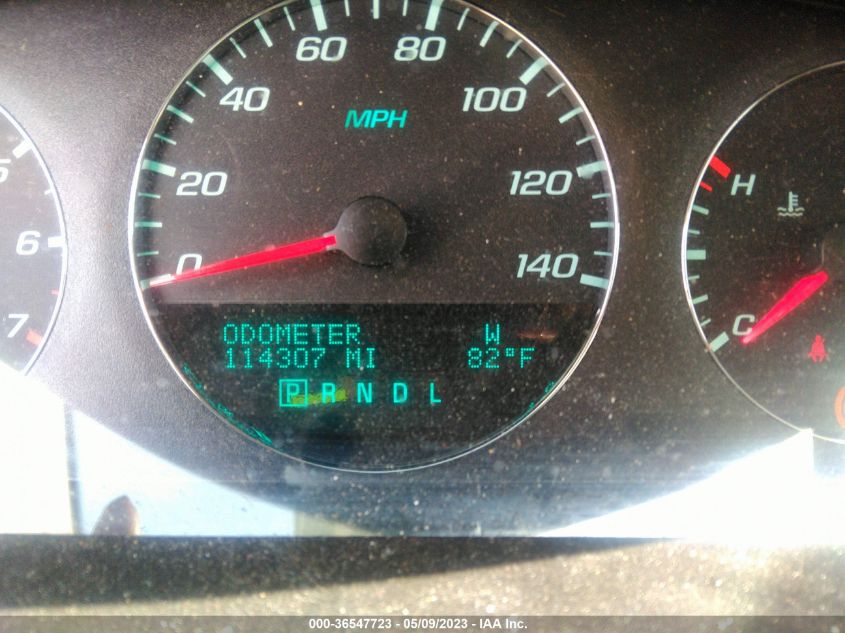 60 80
40 100
MPH
20 120
0 140
5
6
7
H
C
ODOMETER W
114307 MI 82°F
P R N D L
000-36547723 - 05/09/2023 - IAA Inc.